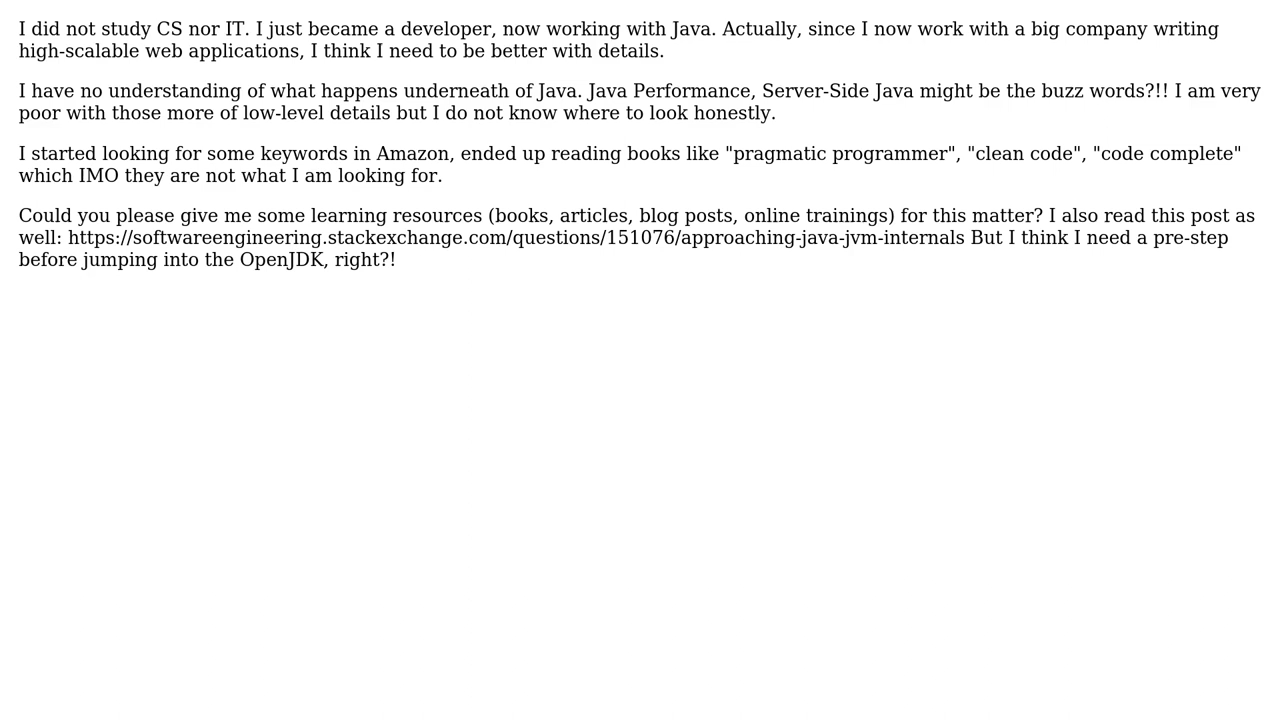 I did not study CS nor IT. I just became a developer, now working with Java. Actually, since I now work with a big company writing
high-scalable web applications, I think I need to be better with details.
I have no understanding of what happens underneath of Java. Java Performance, Server-Side Java might be the buzz words?!! I am very
poor with those more of low-level details but I do not know where to look honestly.
I started looking for some keywords in Amazon, ended up reading books like "pragmatic programmer", "clean code", "code complete"
which IMO they are not what I am looking for.
Could you please give me some learning resources (books, articles, blog posts, online trainings) for this matter? I also read this post as
well: https://softwareengineering.stackexchange.com/questions/151076/approaching-java-jvm-internals But I think I need a pre-step
before jumping into the OpenJDK, right?!